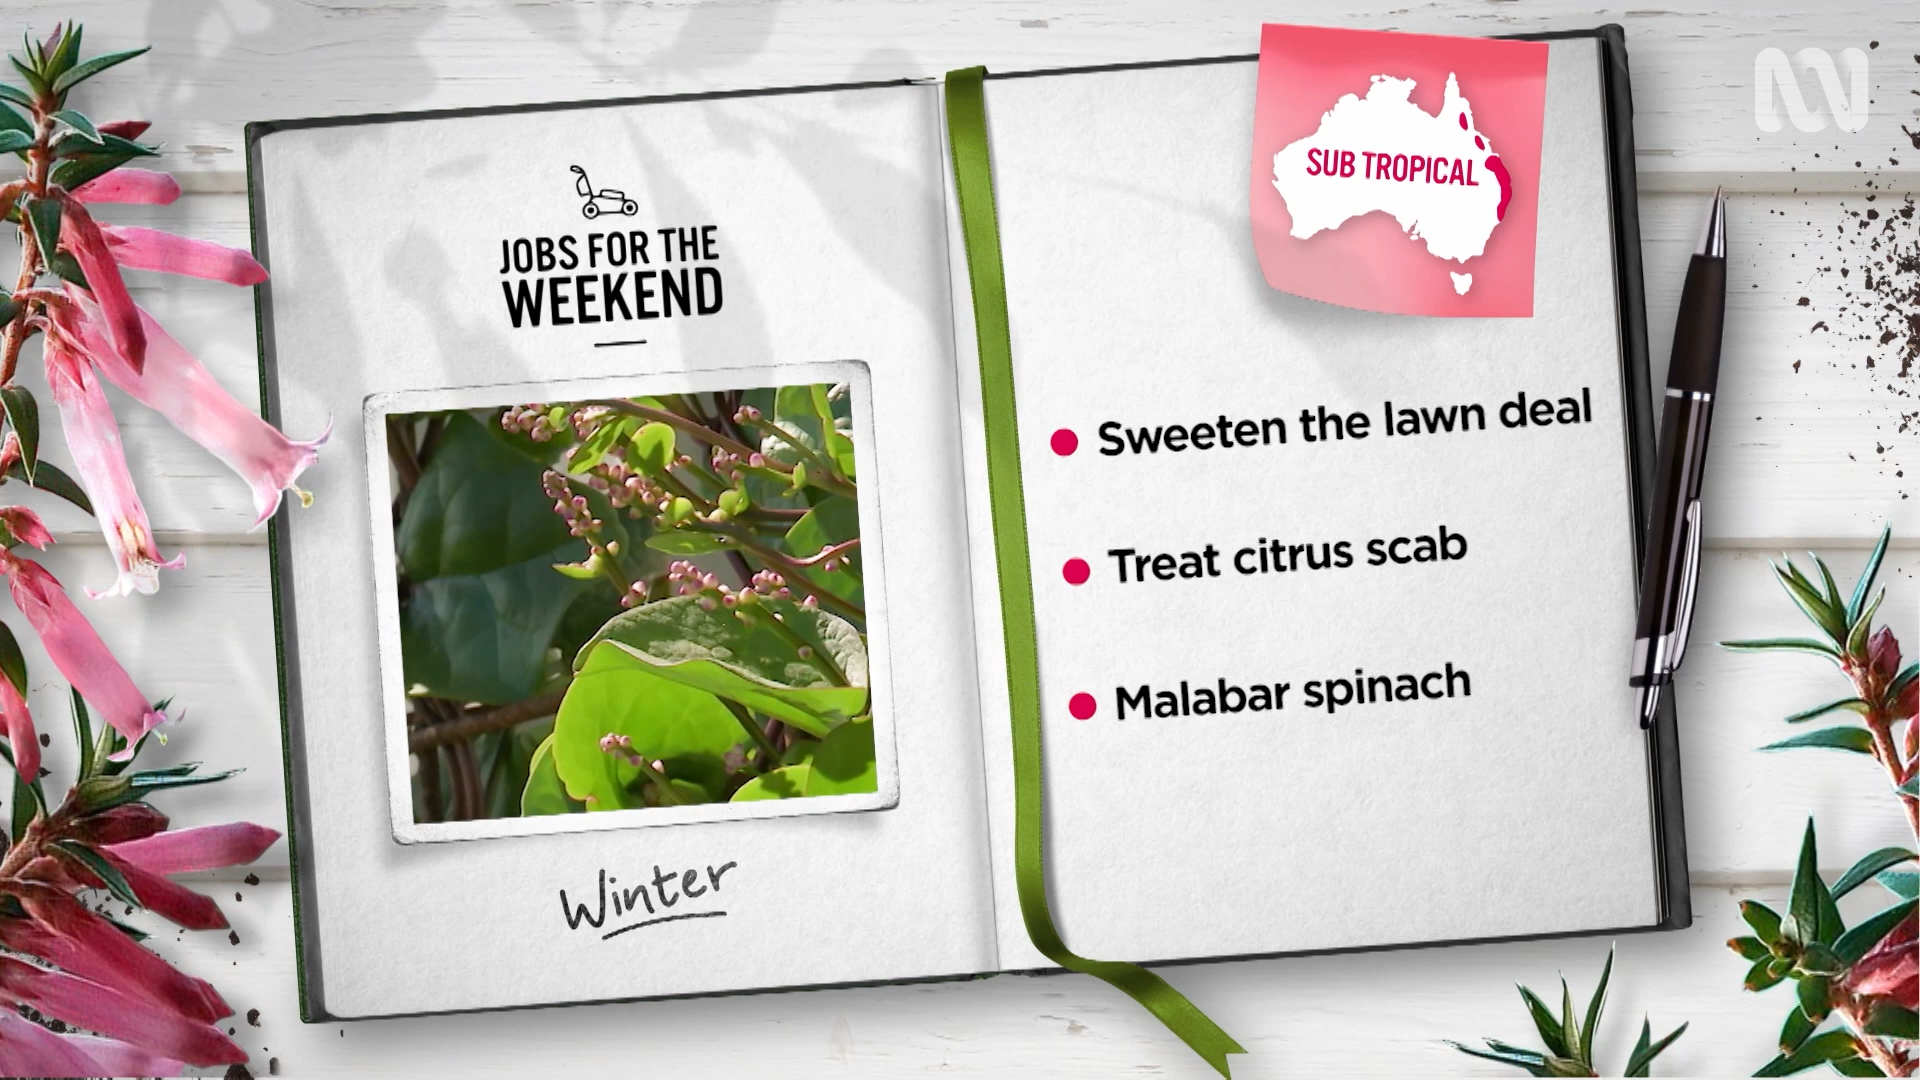 JOBS FOR THE
WEEKEND
Winter
SUB TROPICAL
Sweeten the lawn deal
Treat citrus scab
Malabar spinach